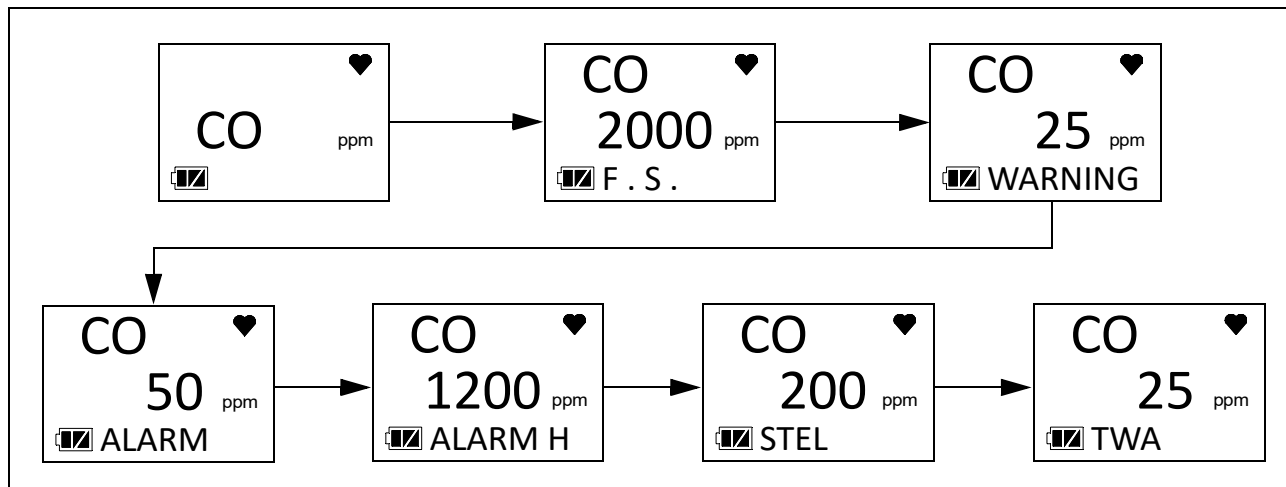 CO ppm
CO
2000 ppm
F . S .
CO
25 ppm
WARNING
CO
50 ppm
ALARM
CO
1200 ppm
ALARM H
CO
200 ppm
STEL
CO
25 ppm
TWA